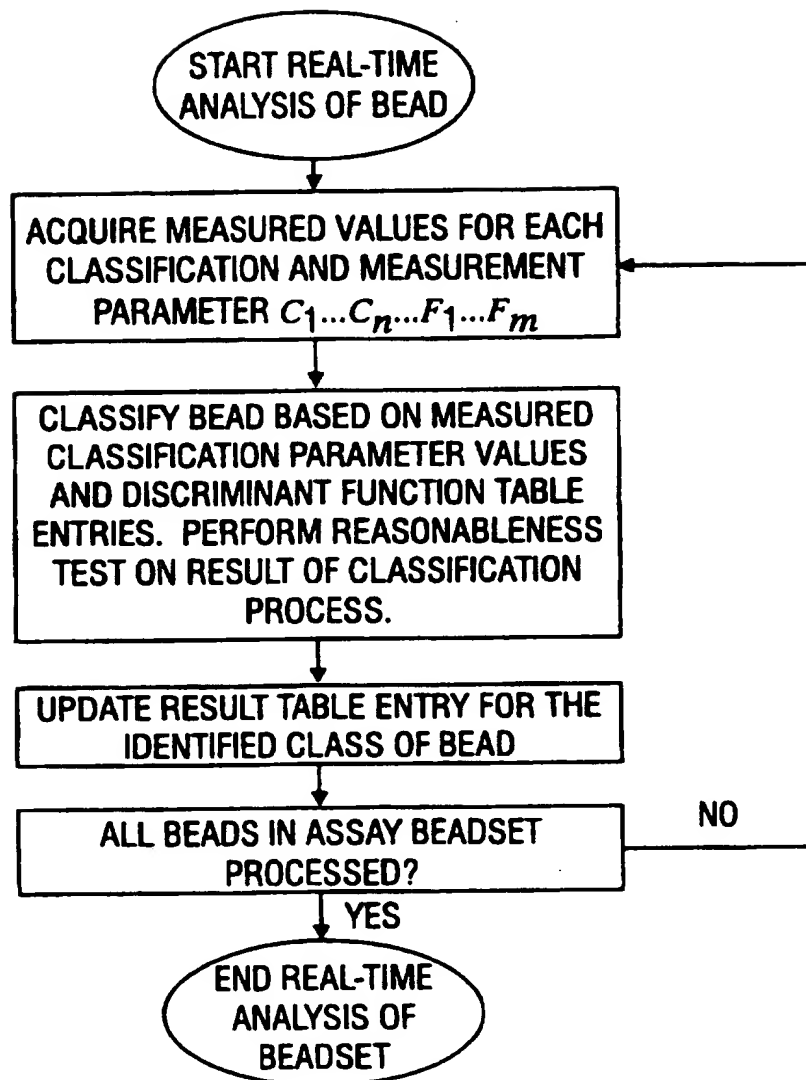 START REAL-TIME
ANALYSIS OF BEAD
ACQUIRE MEASURED VALUES FOR EACH
CLASSIFICATION AND MEASUREMENT
PARAMETER C1...Cn...F1...Fm
CLASSIFY BEAD BASED ON MEASURED
CLASSIFICATION PARAMETER VALUES
AND DISCRIMINANT FUNCTION TABLE
ENTRIES. PERFORM REASONABLENESS
TEST ON RESULT OF CLASSIFICATION
PROCESS.
UPDATE RESULT TABLE ENTRY FOR THE
IDENTIFIED CLASS OF BEAD
ALL BEADS IN ASSAY BEADSET
PROCESSED?
NO
YES
END REAL-TIME
ANALYSIS OF
BEADSET